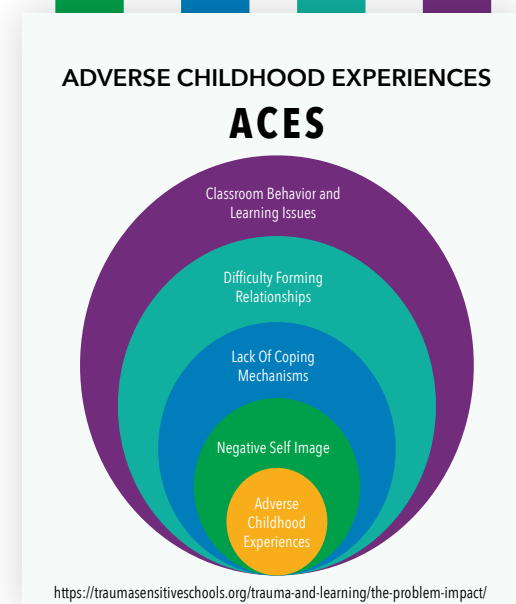 ADVERSE CHILDHOOD EXPERIENCES
ACES
Classroom Behavior and
Learning Issues
Difficulty Forming
Relationships
Lack Of Coping
Mechanisms
Negative Self Image
Adverse
Childhood
Experiences
https://traumasensitiveschools.org/trauma-and-learning/the-problem-impact/